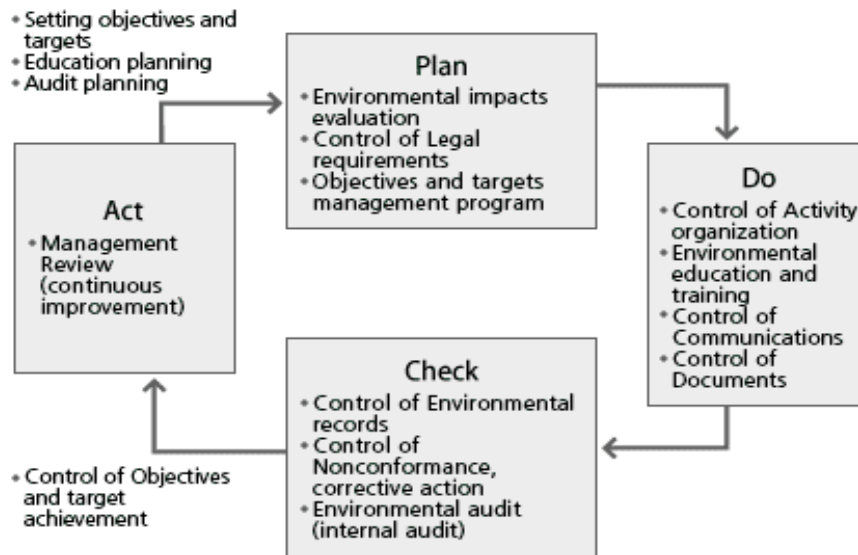 • Setting objectives and
targets
• Education planning
• Audit planning
Plan
• Environmental impacts
evaluation
• Control of Legal
requirements
• Objectives and targets
management program
Do
• Control of Activity
organization
• Environmental
education and
training
• Control of
Communications
• Control of
Documents
Check
• Control of Environmental
records
• Control of
Nonconformance,
corrective action
• Environmental audit
(internal audit)
Act
• Management
Review
(continuous
improvement)
• Control of Objectives
and target
achievement